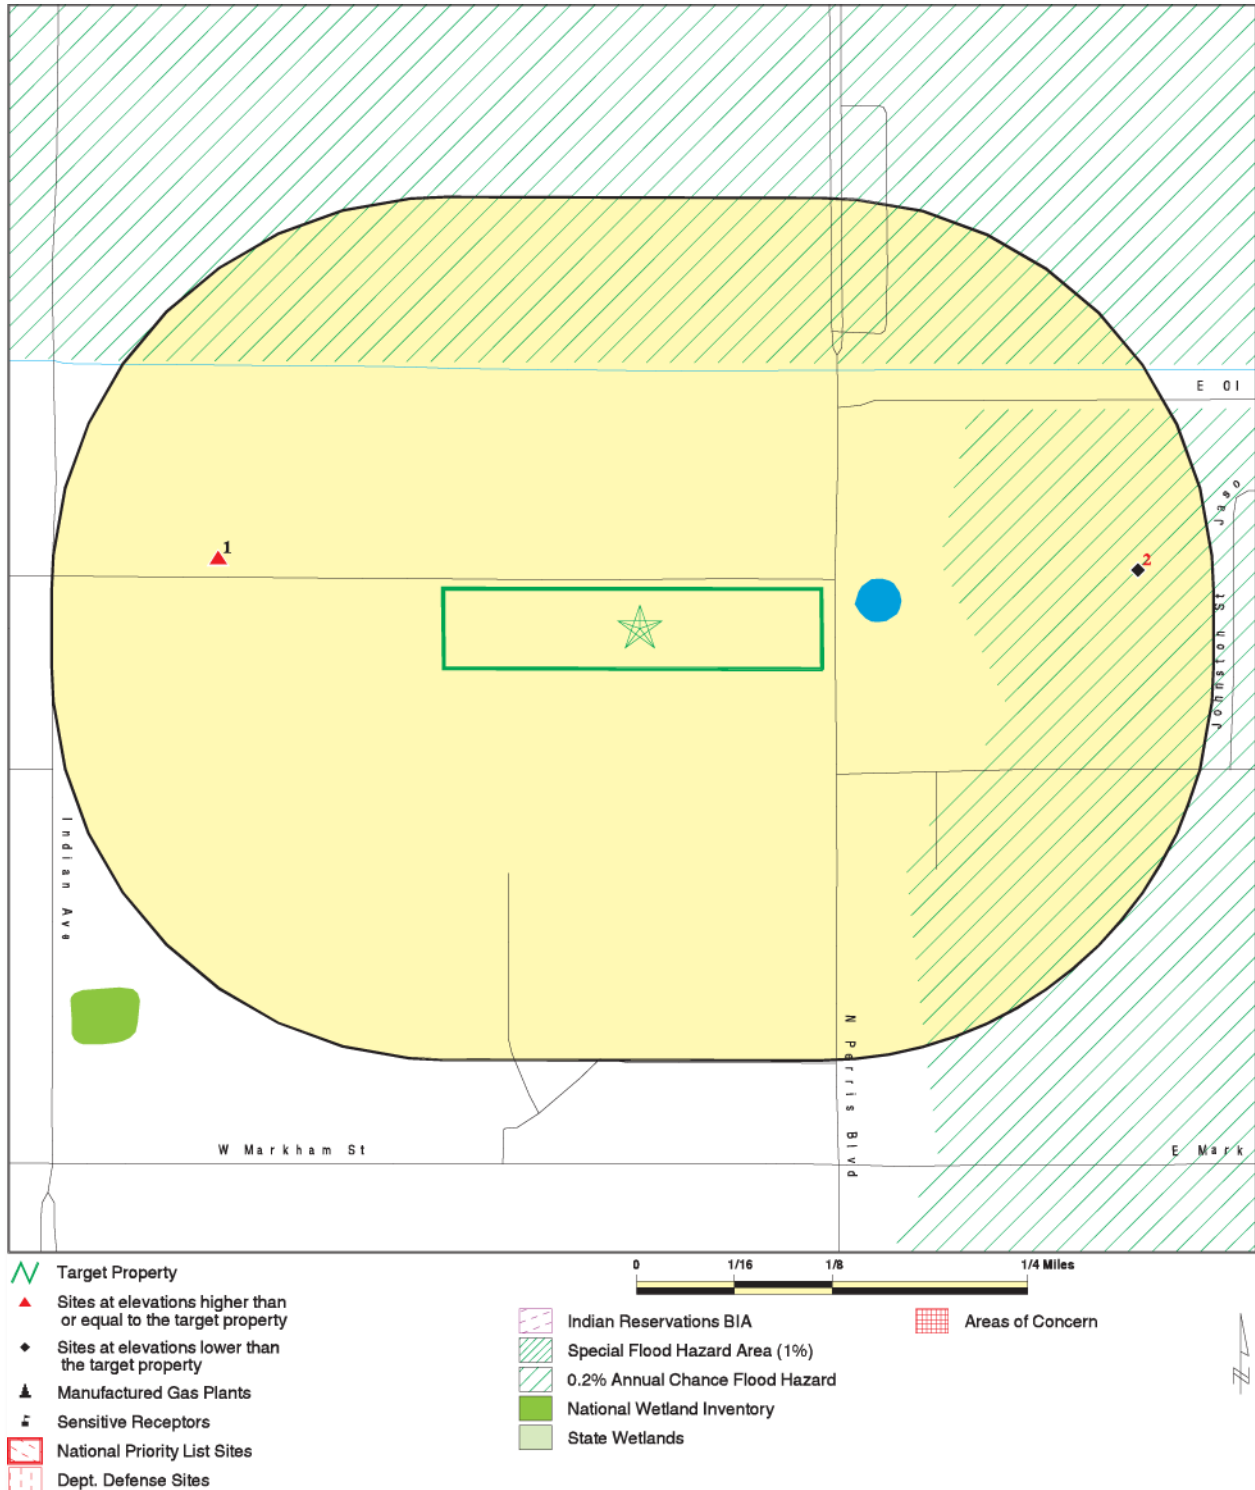 E Ol
Jaso
1
2
Johnston St
Indian Ave
N Perris Blvd
W Markham St
E Mark
0 1/16 1/8 1/4 Miles
Target Property
Sites at elevations higher than
or equal to the target property
Sites at elevations lower than
the target property
Manufactured Gas Plants
Sensitive Receptors
National Priority List Sites
Dept. Defense Sites
Indian Reservations BIA
Special Flood Hazard Area (1%)
0.2% Annual Chance Flood Hazard
National Wetland Inventory
State Wetlands
Areas of Concern